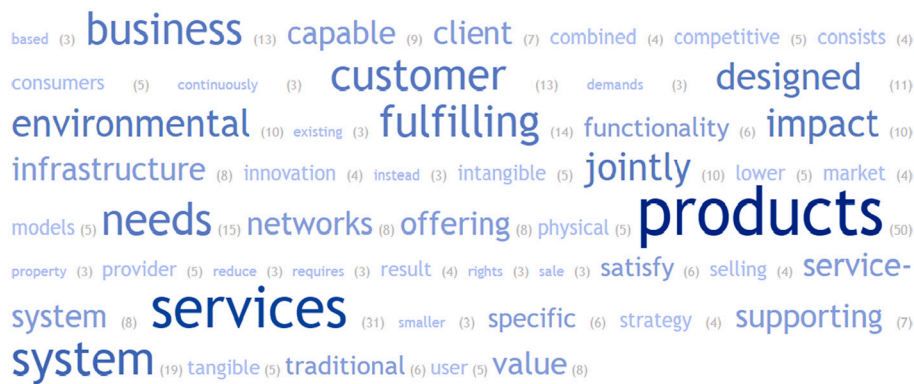 based (3) business (13) capable (9) client (7) combined (4) competitive (5) consists (4)
consumers (5) continuously (3) customer (13) demands (3) designed (11)
environmental (10) existing (3) fulfilling (14) functionality (6) impact (10)
infrastructure (8) innovation (4) instead (3) intangible (5) jointly (10) lower (5) market (4)
models (5) needs (15) networks (8) offering (8) physical (5) products (50)
property (3) provider (5) reduce (3) requires (3) result (4) rights (3) sale (3) satisfy (6) selling (4) service-
system (8) services (31) smaller (3) specific (6) strategy (4) supporting (7)
system (19) tangible (5) traditional (6) user (5) value (8)